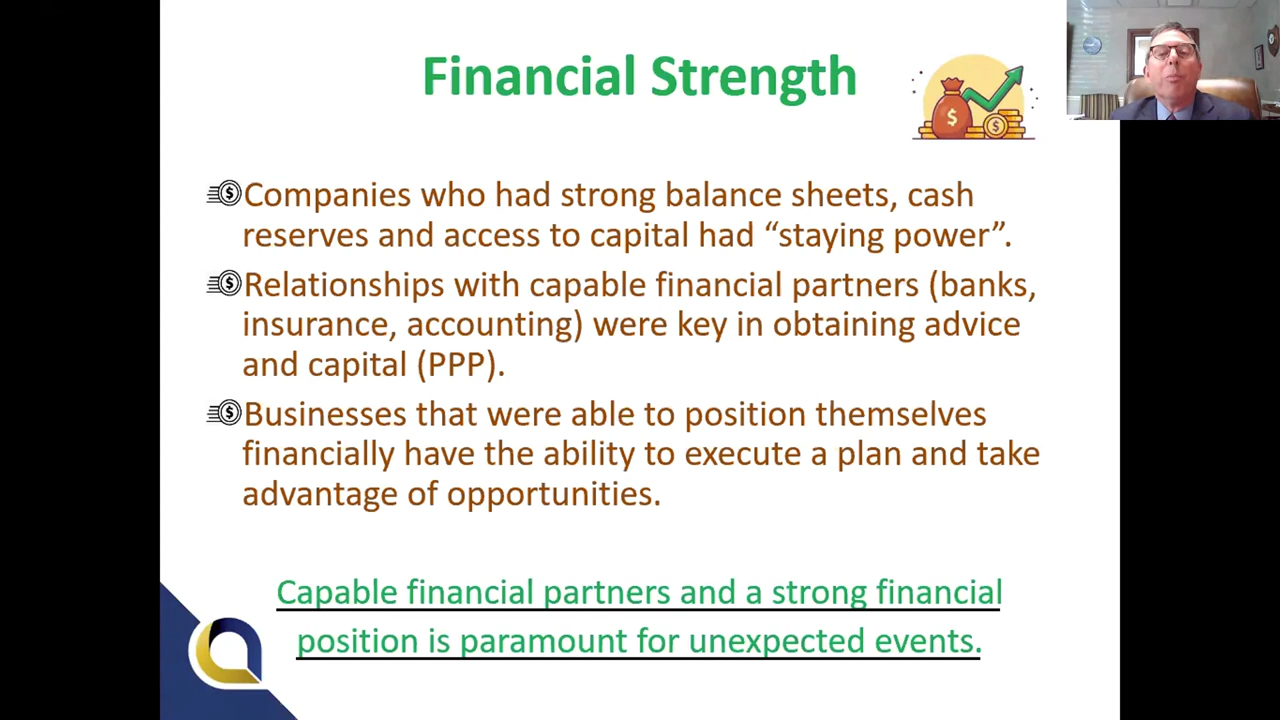 Financial Strength
Companies who had strong balance sheets, cash
reserves and access to capital had “staying power”.
Relationships with capable financial partners (banks,
insurance, accounting) were key in obtaining advice
and capital (PPP).
Businesses that were able to position themselves
financially have the ability to execute a plan and take
advantage of opportunities.
Capable financial partners and a strong financial
position is paramount for unexpected events.